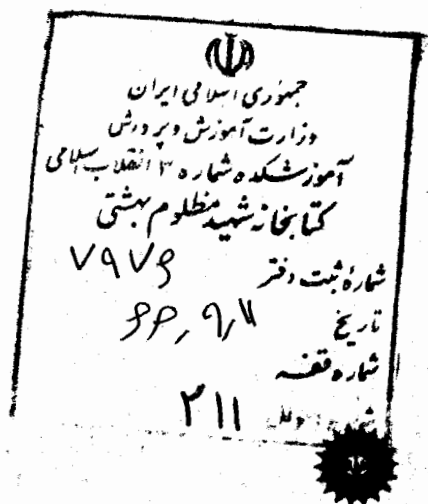 جمهوری اسلامی ایران
وزارت آموزش و پرورش
آموزشکده شماره ۳ انقلاب اسلامی
کتابخانه شهید مظلوم بهشتی
شمارهٔ ثبت دفتر ۷۹۷۶
تاریخ ۶۶٫۹٫۱۱
شماره قفسه
۳۱۱